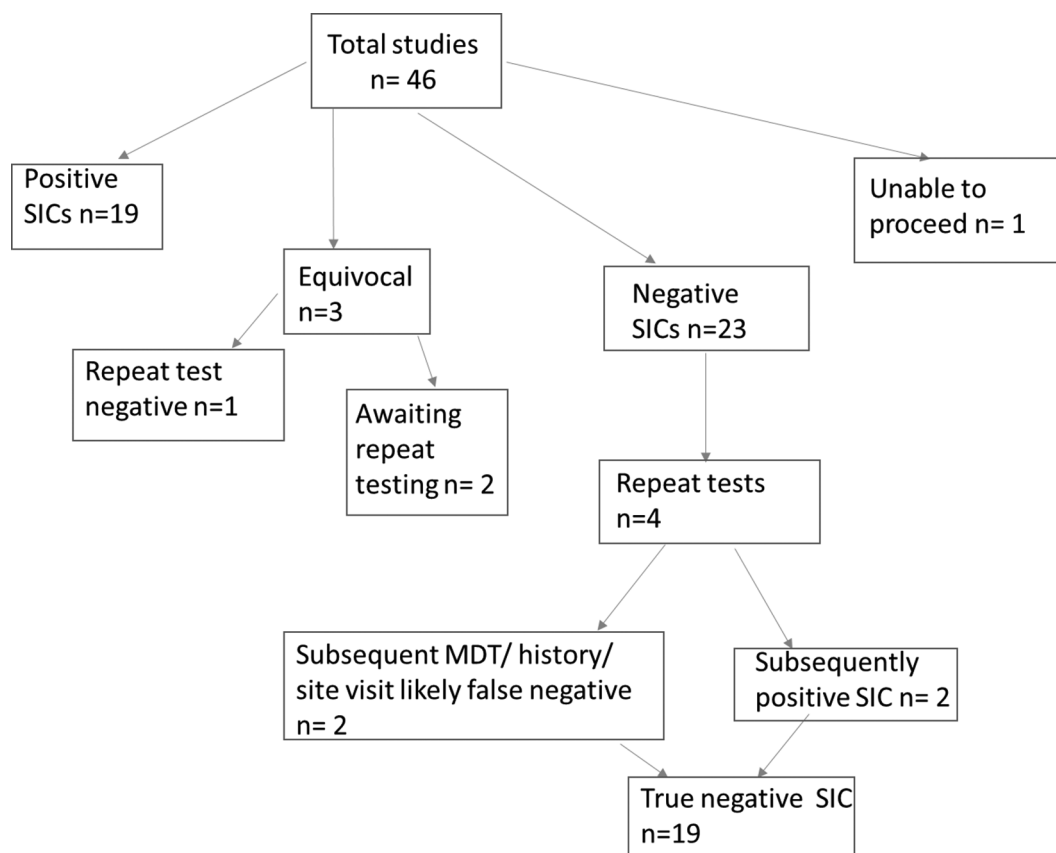 Total studies
n= 46
Positive
SICs n=19
Unable to
proceed n= 1
Equivocal
n=3
Negative
SICs n=23
Repeat test
negative n=1
Awaiting
repeat
testing n= 2
Repeat tests
n=4
Subsequent MDT/ history/
site visit likely false negative
n= 2
Subsequently
positive SIC n= 2
True negative SIC
n=19